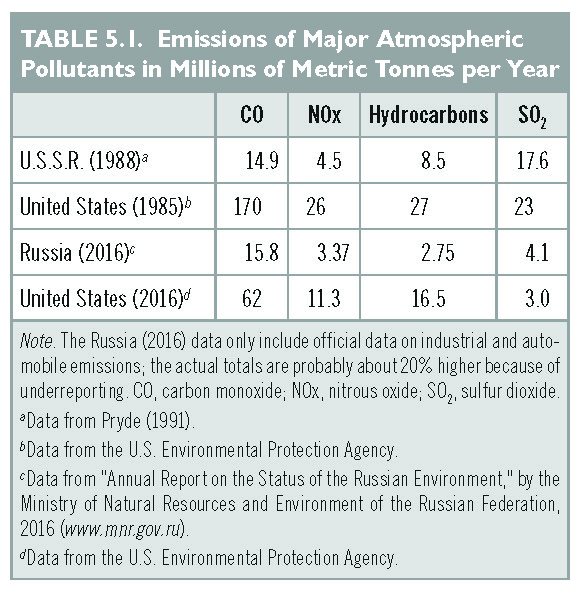 TABLE 5.1. Emissions of Major Atmospheric
Pollutants in Millions of Metric Tonnes per Year
CO NOx Hydrocarbons SO₂
U.S.S.R. (1988)ᵃ 14.9 4.5 8.5 17.6
United States (1985)ᵇ 170 26 27 23
Russia (2016)ᶜ 15.8 3.37 2.75 4.1
United States (2016)ᵈ 62 11.3 16.5 3.0
Note. The Russia (2016) data only include official data on industrial and auto-
mobile emissions; the actual totals are probably about 20% higher because of
underreporting. CO, carbon monoxide; NOx, nitrous oxide; SO₂, sulfur dioxide.
ᵃData from Pryde (1991).
ᵇData from the U.S. Environmental Protection Agency.
ᶜData from "Annual Report on the Status of the Russian Environment," by the
Ministry of Natural Resources and Environment of the Russian Federation,
2016 (www.mnr.gov.ru).
ᵈData from the U.S. Environmental Protection Agency.